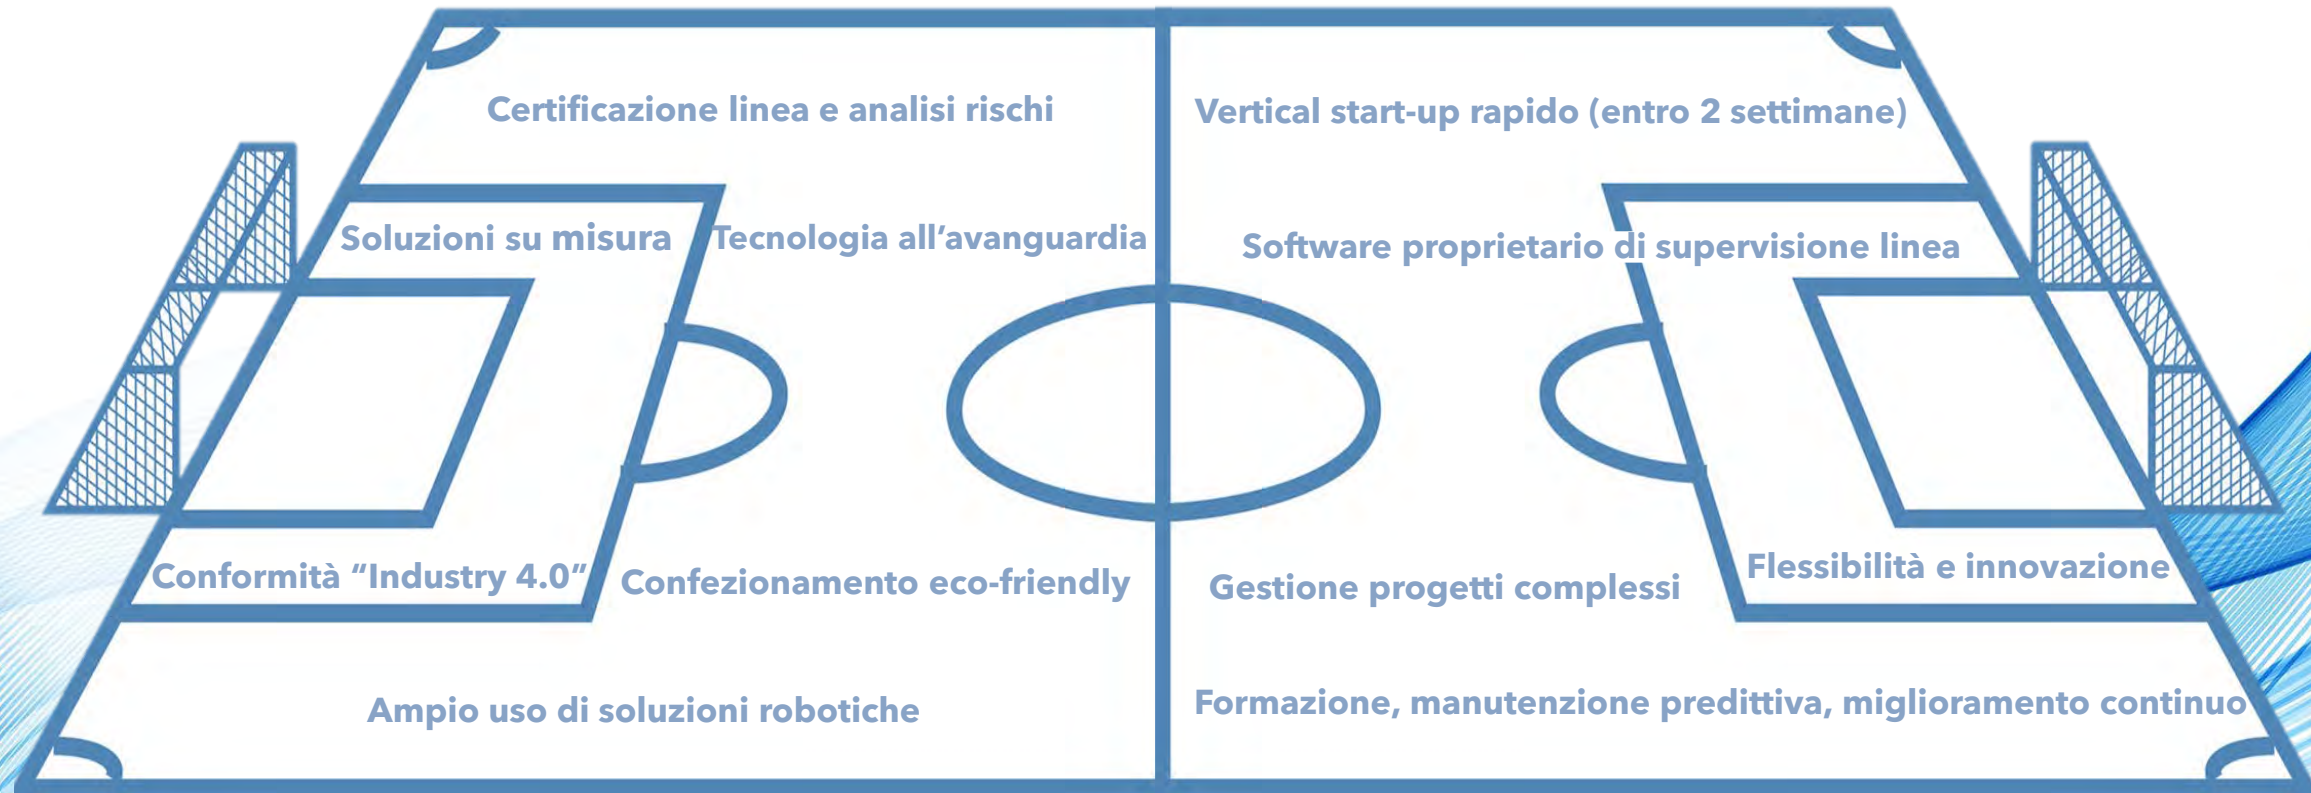 Certificazione linea e analisi rischi
Vertical start-up rapido (entro 2 settimane)
Soluzioni su misura
Tecnologia all’avanguardia
Software proprietario di supervisione linea
Conformità “Industry 4.0”
Confezionamento eco-friendly
Gestione progetti complessi
Flessibilità e innovazione
Ampio uso di soluzioni robotiche
Formazione, manutenzione predittiva, miglioramento continuo